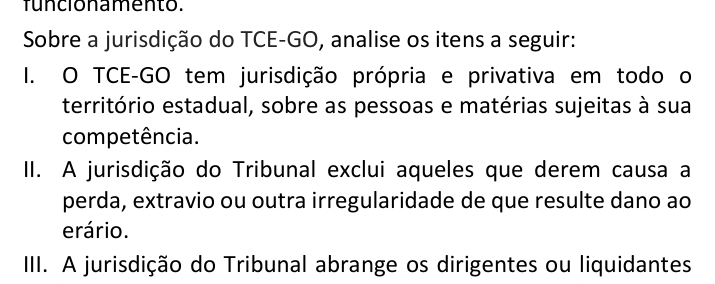 funcionamento.
Sobre a jurisdição do TCE-GO, analise os itens a seguir:
I. O TCE-GO tem jurisdição própria e privativa em todo o
território estadual, sobre as pessoas e matérias sujeitas à sua
competência.
II. A jurisdição do Tribunal exclui aqueles que derem causa a
perda, extravio ou outra irregularidade de que resulte dano ao
erário.
III. A jurisdição do Tribunal abrange os dirigentes ou liquidantes